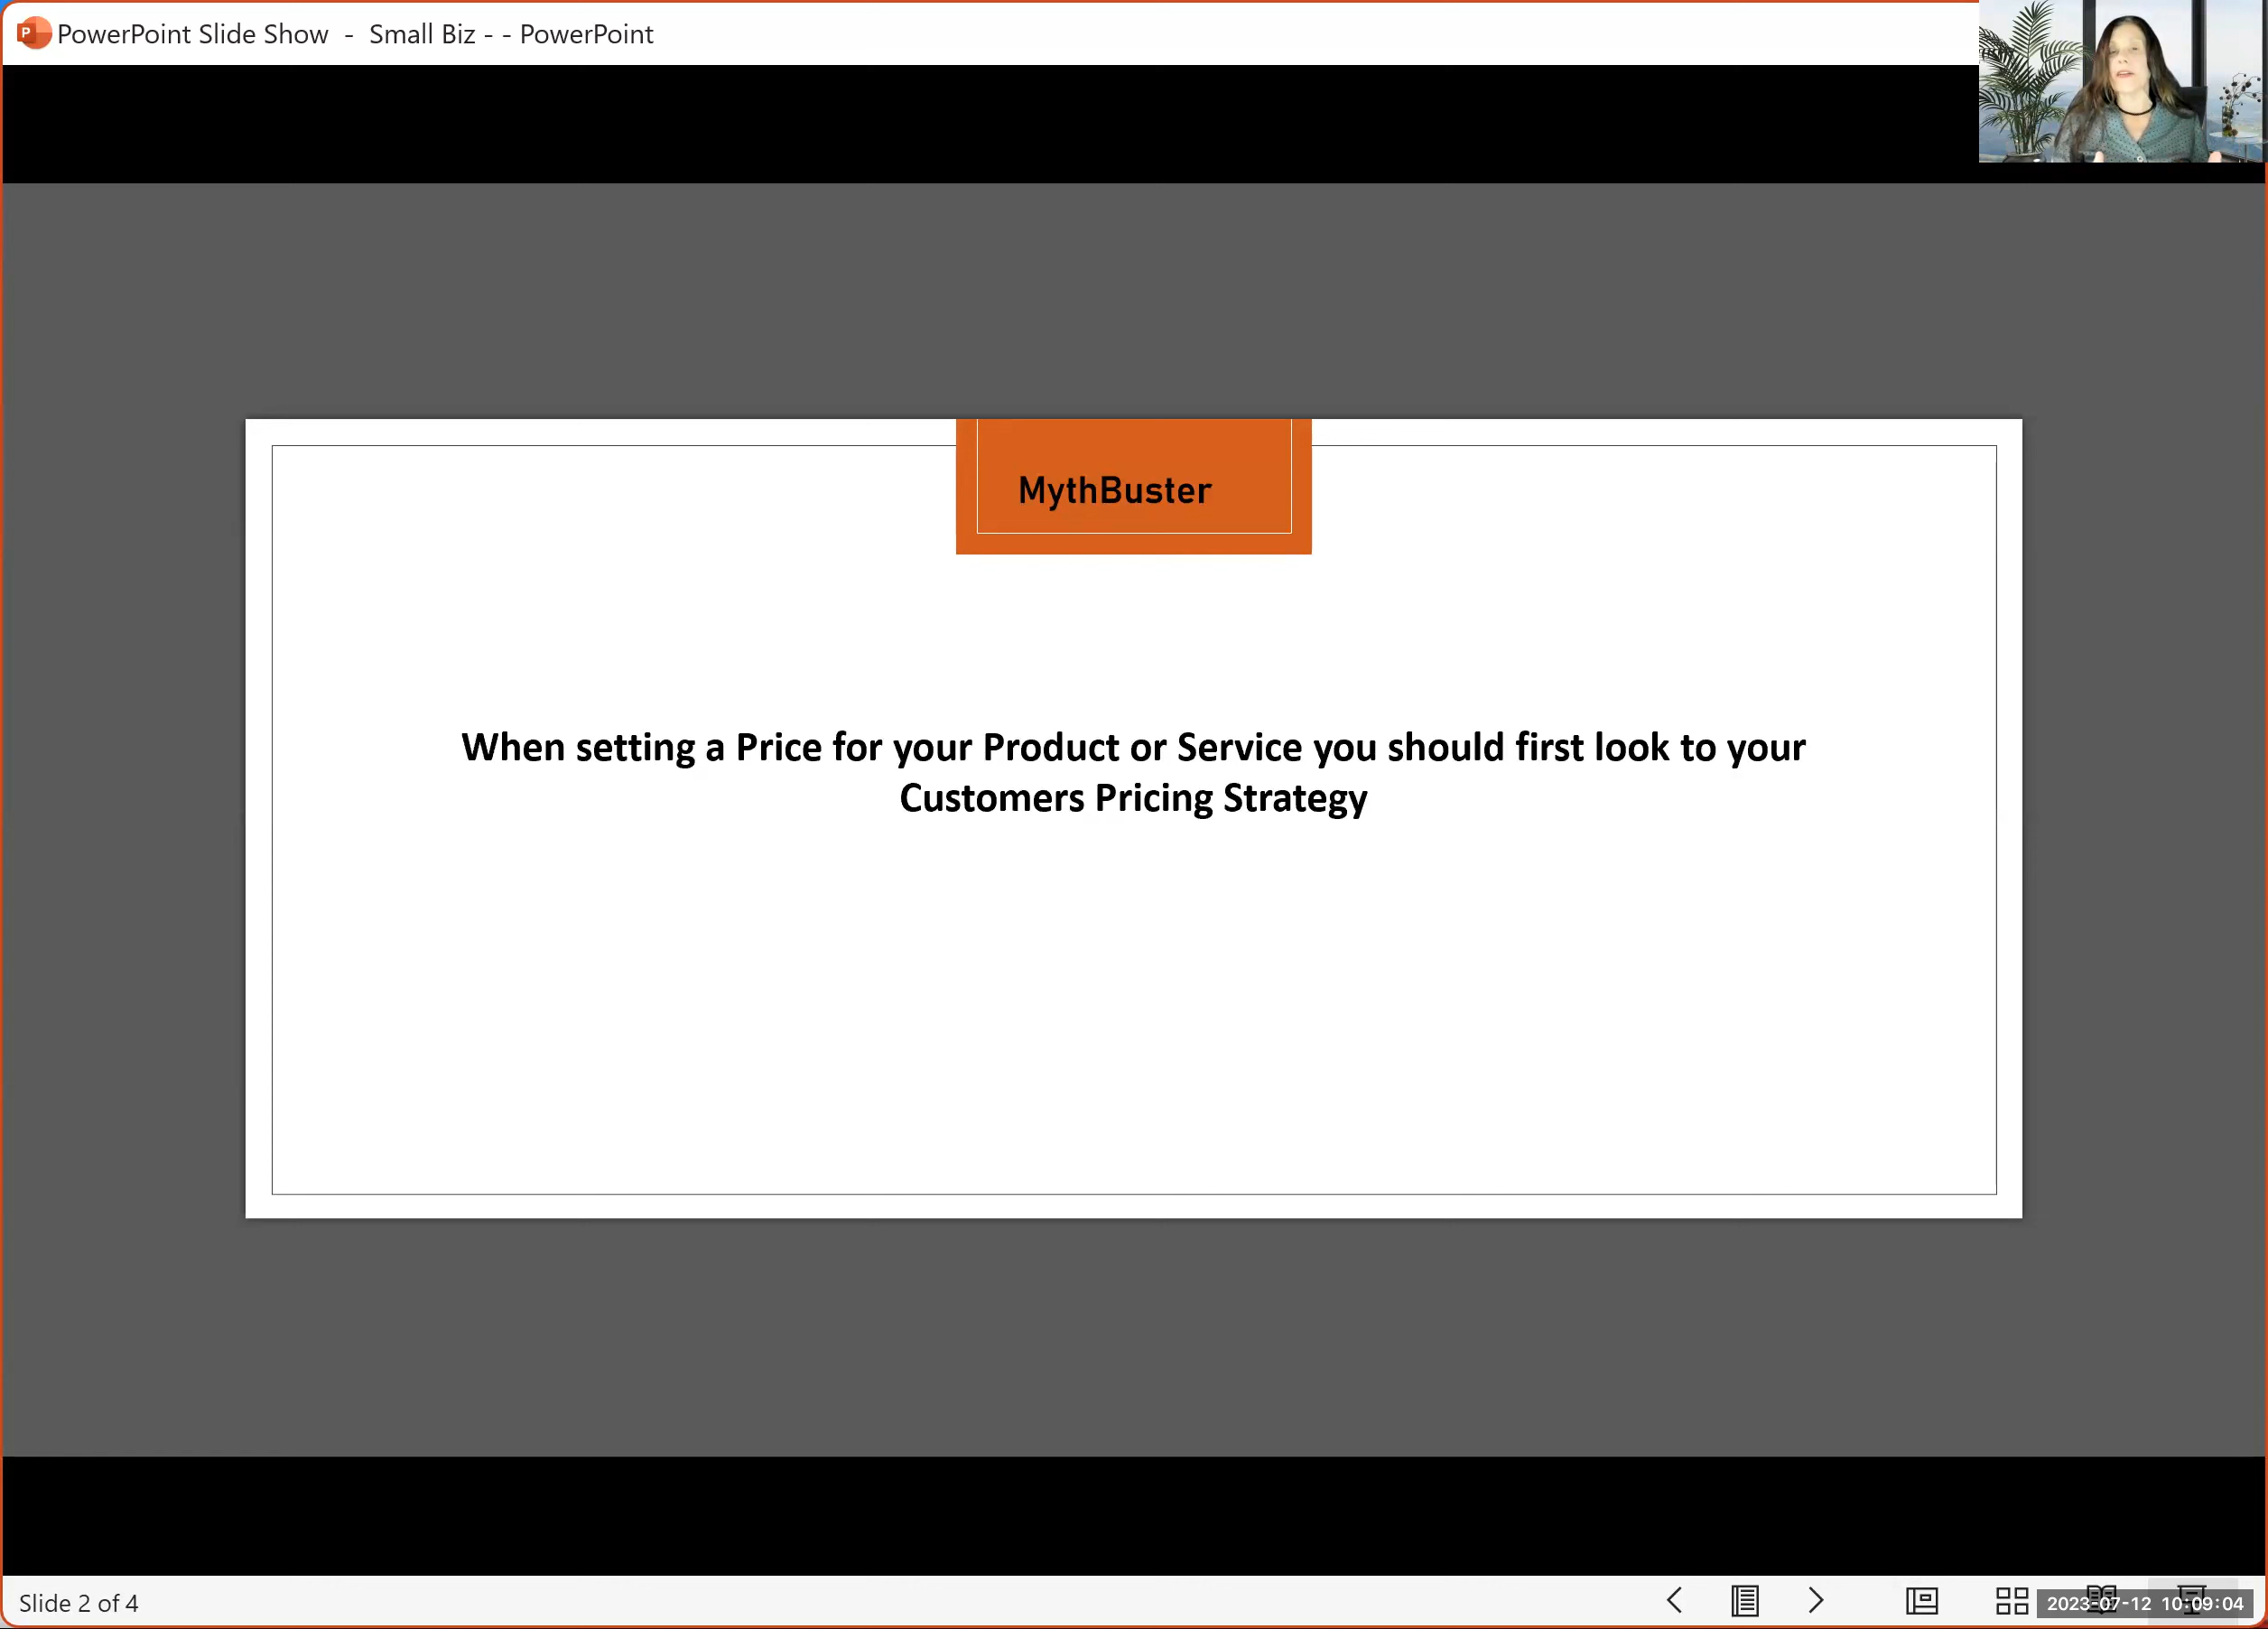 PowerPoint Slide Show - Small Biz - - PowerPoint
MythBuster
When setting a Price for your Product or Service you should first look to your
Customers Pricing Strategy
Slide 2 of 4
2023-07-12 10:09:04